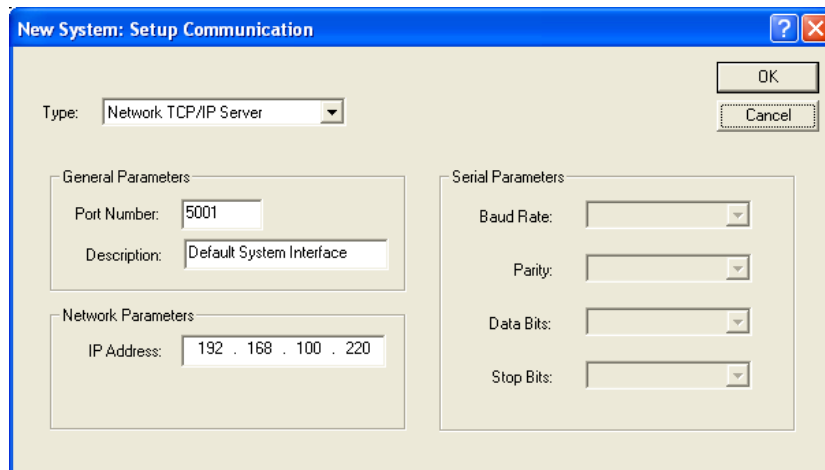 New System: Setup Communication
OK
Type: Network TCP/IP Server
Cancel
General Parameters
Port Number: 5001
Description: Default System Interface
Network Parameters
IP Address: 192 . 168 . 100 . 220
Serial Parameters
Baud Rate:
Parity:
Data Bits:
Stop Bits: